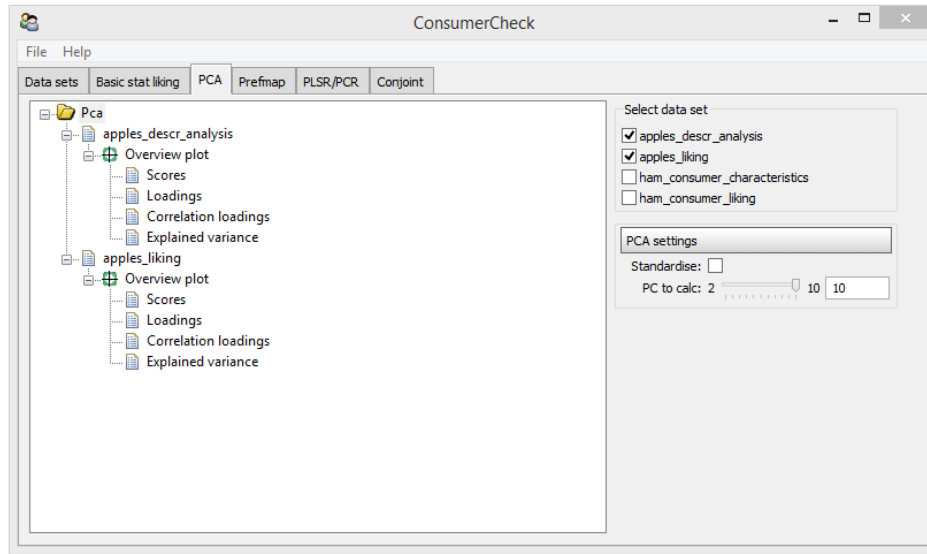 ConsumerCheck
File Help
Data sets Basic stat liking PCA Prefmap PLSR/PCR Conjoint
Pca
apples_descr_analysis
Overview plot
Scores
Loadings
Correlation loadings
Explained variance
apples_liking
Overview plot
Scores
Loadings
Correlation loadings
Explained variance
Select data set
apples_descr_analysis
apples_liking
ham_consumer_characteristics
ham_consumer_liking
PCA settings
Standardise:
PC to calc: 2 10 10